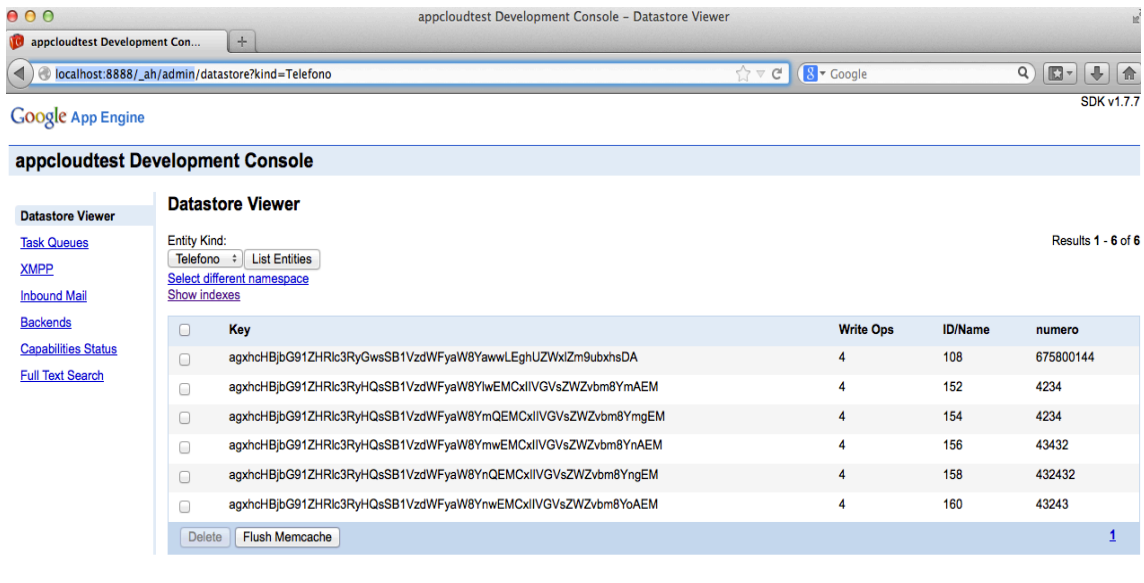 appcloudtest Development Console – Datastore Viewer
appcloudtest Development Con...
localhost:8888/_ah/admin/datastore?kind=Telefono
Google
SDK v1.7.7
Google App Engine
appcloudtest Development Console
Datastore Viewer
Task Queues
XMPP
Inbound Mail
Backends
Capabilities Status
Full Text Search
Datastore Viewer
Entity Kind:
Results 1 - 6 of 6
Telefono List Entities
Select different namespace
Show indexes
Key Write Ops ID/Name numero
agxhcHBjbG91ZHRlc3RyGwsSB1VzdWFyaW8YawwLEghUZWxlZm9ubxhsDA 4 108 675800144
agxhcHBjbG91ZHRlc3RyHQsSB1VzdWFyaW8YlwEMCxIIVGVsZWZvbm8YmAEM 4 152 4234
agxhcHBjbG91ZHRlc3RyHQsSB1VzdWFyaW8YmQEMCxIIVGVsZWZvbm8YmgEM 4 154 4234
agxhcHBjbG91ZHRlc3RyHQsSB1VzdWFyaW8YmwEMCxIIVGVsZWZvbm8YnAEM 4 156 43432
agxhcHBjbG91ZHRlc3RyHQsSB1VzdWFyaW8YnQEMCxIIVGVsZWZvbm8YngEM 4 158 432432
agxhcHBjbG91ZHRlc3RyHQsSB1VzdWFyaW8YnwEMCxIIVGVsZWZvbm8YoAEM 4 160 43243
Delete Flush Memcache 1